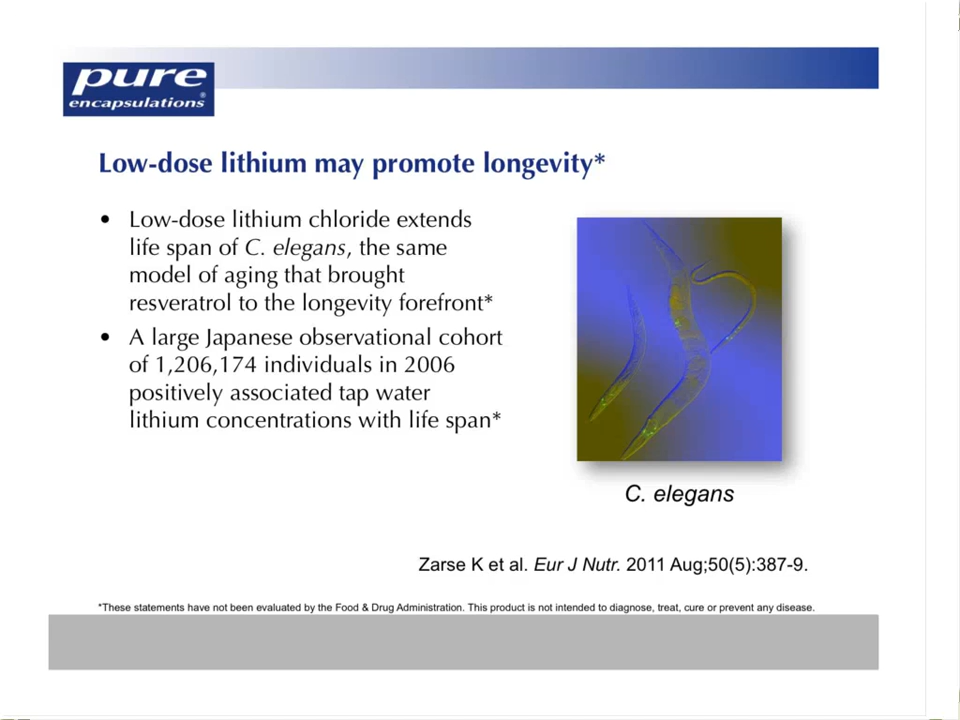 pure
encapsulations®
Low-dose lithium may promote longevity*
• Low-dose lithium chloride extends
life span of C. elegans, the same
model of aging that brought
resveratrol to the longevity forefront*
• A large Japanese observational cohort
of 1,206,174 individuals in 2006
positively associated tap water
lithium concentrations with life span*
C. elegans
Zarse K et al. Eur J Nutr. 2011 Aug;50(5):387-9.
*These statements have not been evaluated by the Food & Drug Administration. This product is not intended to diagnose, treat, cure or prevent any disease.